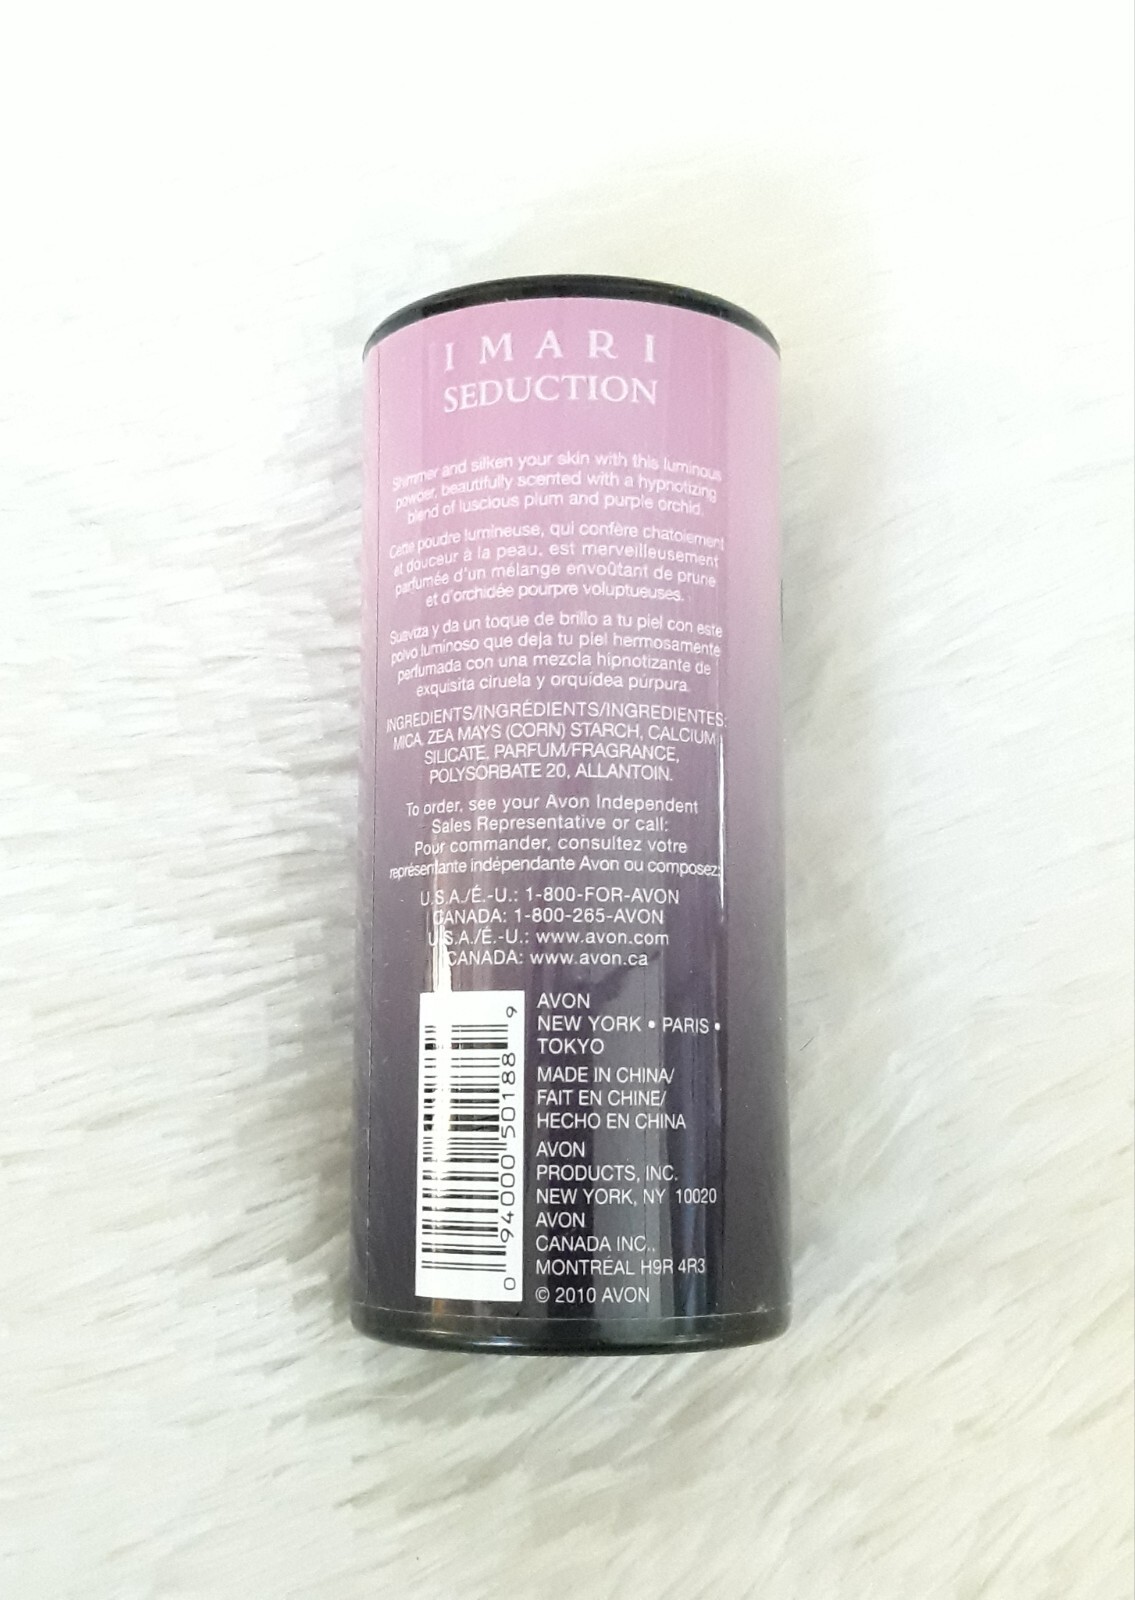 IMARI
SEDUCTION
Shimmer and silken your skin with this luminous
powder, beautifully scented with a hypnotizing
blend of luscious plum and purple orchid.
Cette poudre lumineuse, qui confère chatoiement
et douceur à la peau, est merveilleusement
parfumée d'un mélange envoûtant de prune
et d'orchidée pourpre voluptueuses.
Suaviza y da un toque de brillo a tu piel con este
polvo luminoso que deja tu piel hermosamente
perfumada con una mezcla hipnotizante de
exquisita ciruela y orquídea púrpura.
INGREDIENTS/INGRÉDIENTS/INGREDIENTES:
MICA, ZEA MAYS (CORN) STARCH, CALCIUM
SILICATE, PARFUM/FRAGRANCE,
POLYSORBATE 20, ALLANTOIN.
To order, see your Avon Independent
Sales Representative or call:
Pour commander, consultez votre
représentante indépendante Avon ou composez:
U.S.A./É.-U.: 1-800-FOR-AVON
CANADA: 1-800-265-AVON
U.S.A./É.-U.: www.avon.com
CANADA: www.avon.ca
AVON
NEW YORK • PARIS •
TOKYO
MADE IN CHINA/
FAIT EN CHINE/
HECHO EN CHINA
AVON
PRODUCTS, INC.
NEW YORK, NY 10020
AVON
CANADA INC.,
MONTRÉAL H9R 4R3
© 2010 AVON
0 94000 50188 9